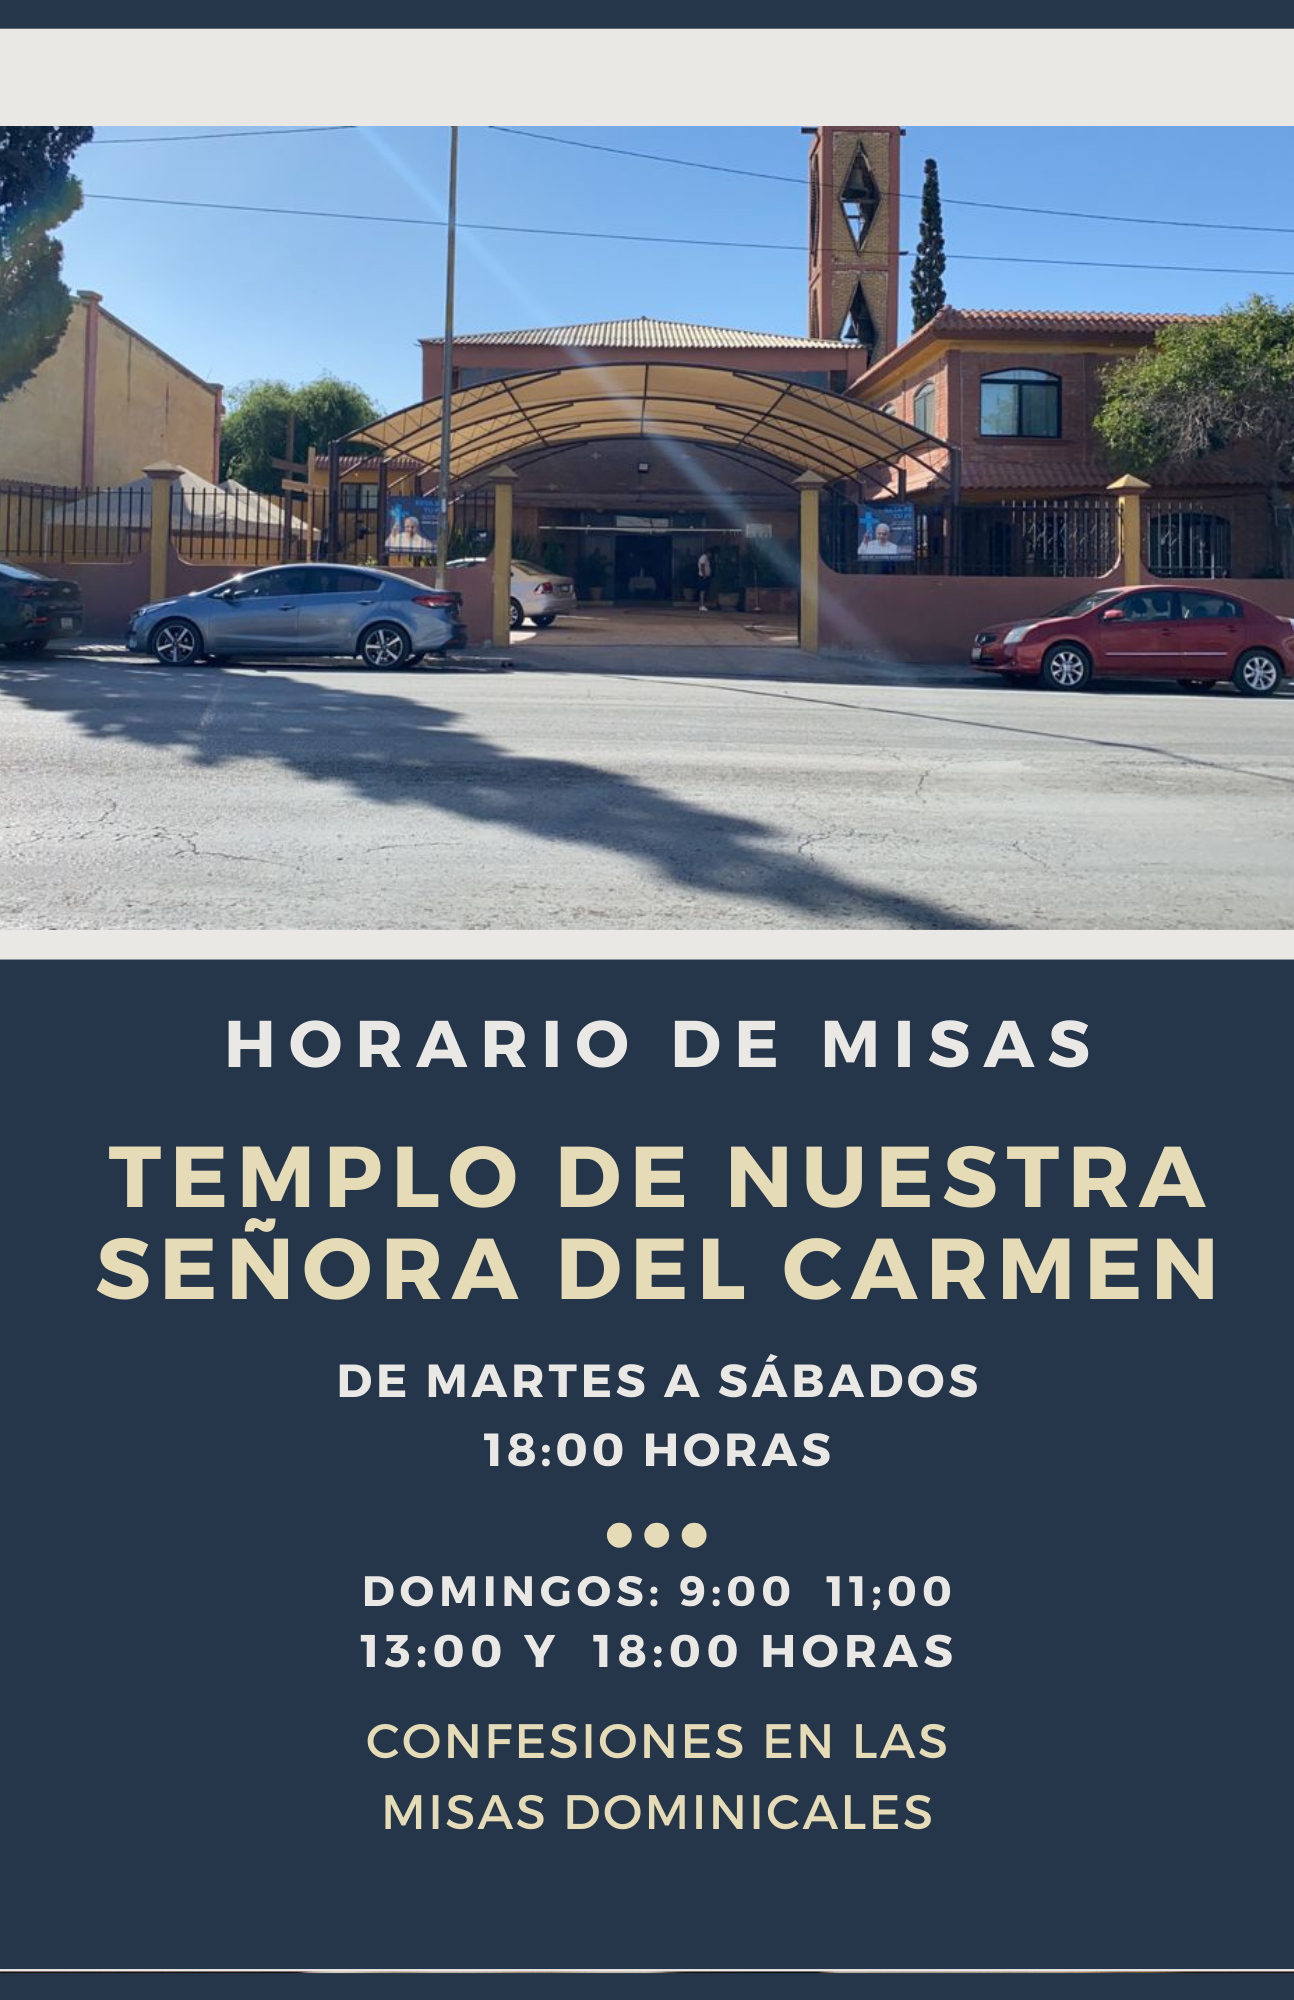 HORARIO DE MISAS
TEMPLO DE NUESTRA
SEÑORA DEL CARMEN
DE MARTES A SÁBADOS
18:00 HORAS
DOMINGOS: 9:00  11;00
13:00 Y  18:00 HORAS
CONFESIONES EN LAS
MISAS DOMINICALES